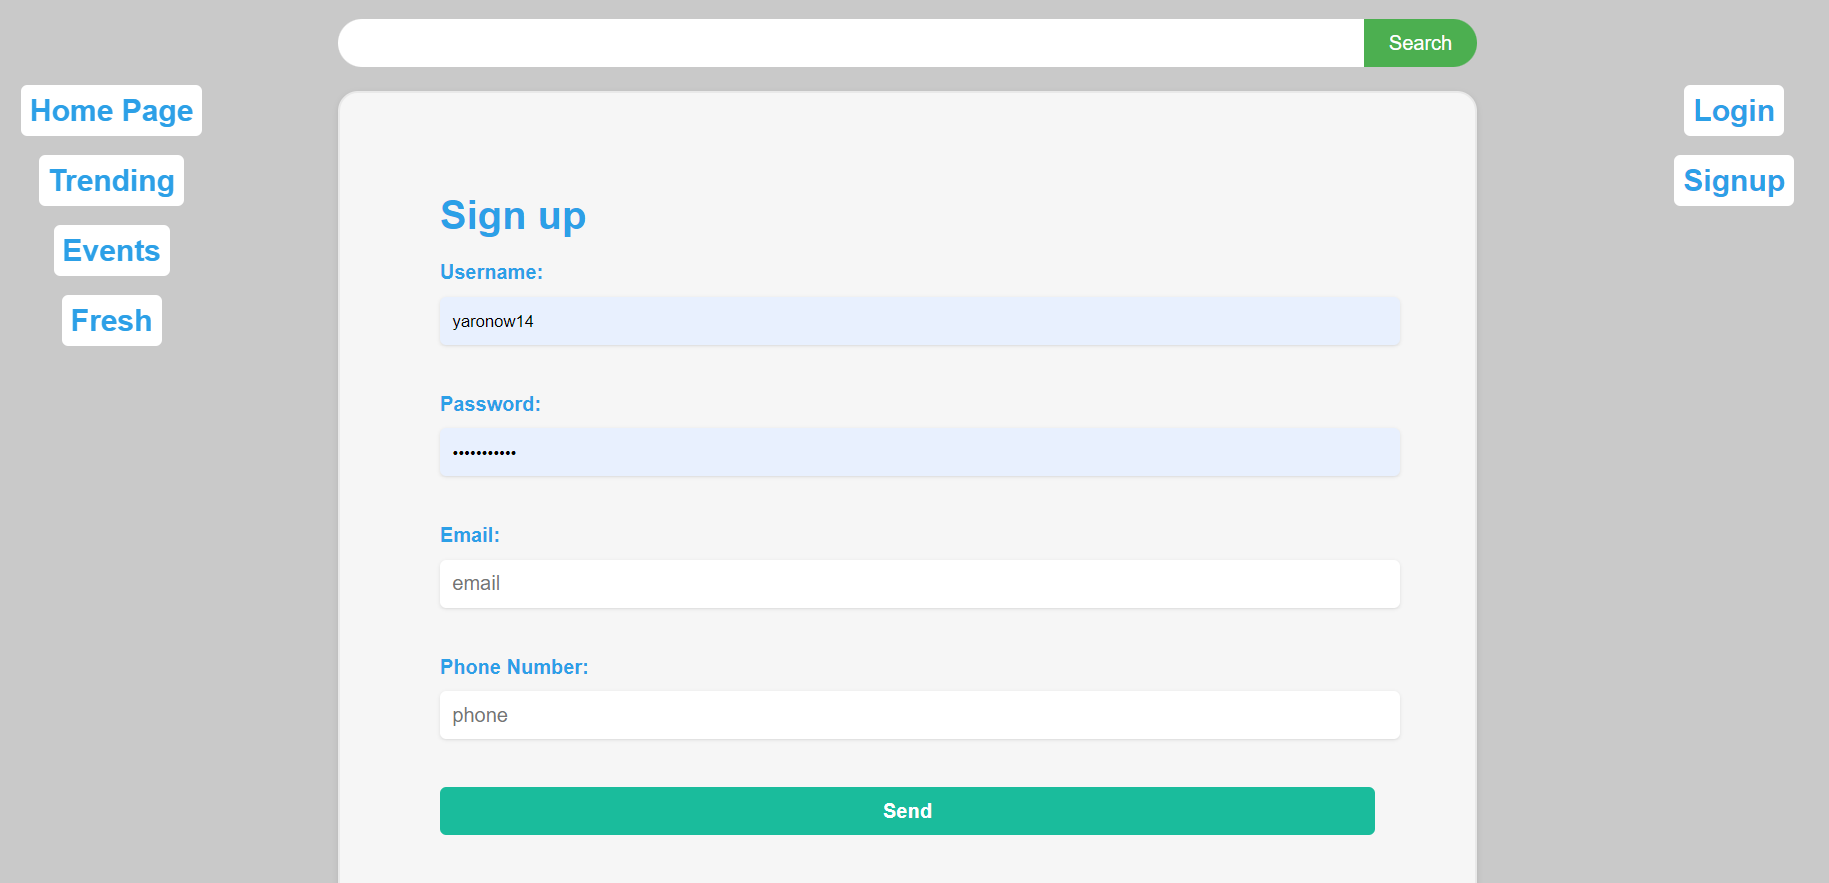 Search
Home Page
Trending
Events
Fresh
Login
Signup
Sign up
Username:
yaronow14
Password:
•••••••••••
Email:
email
Phone Number:
phone
Send